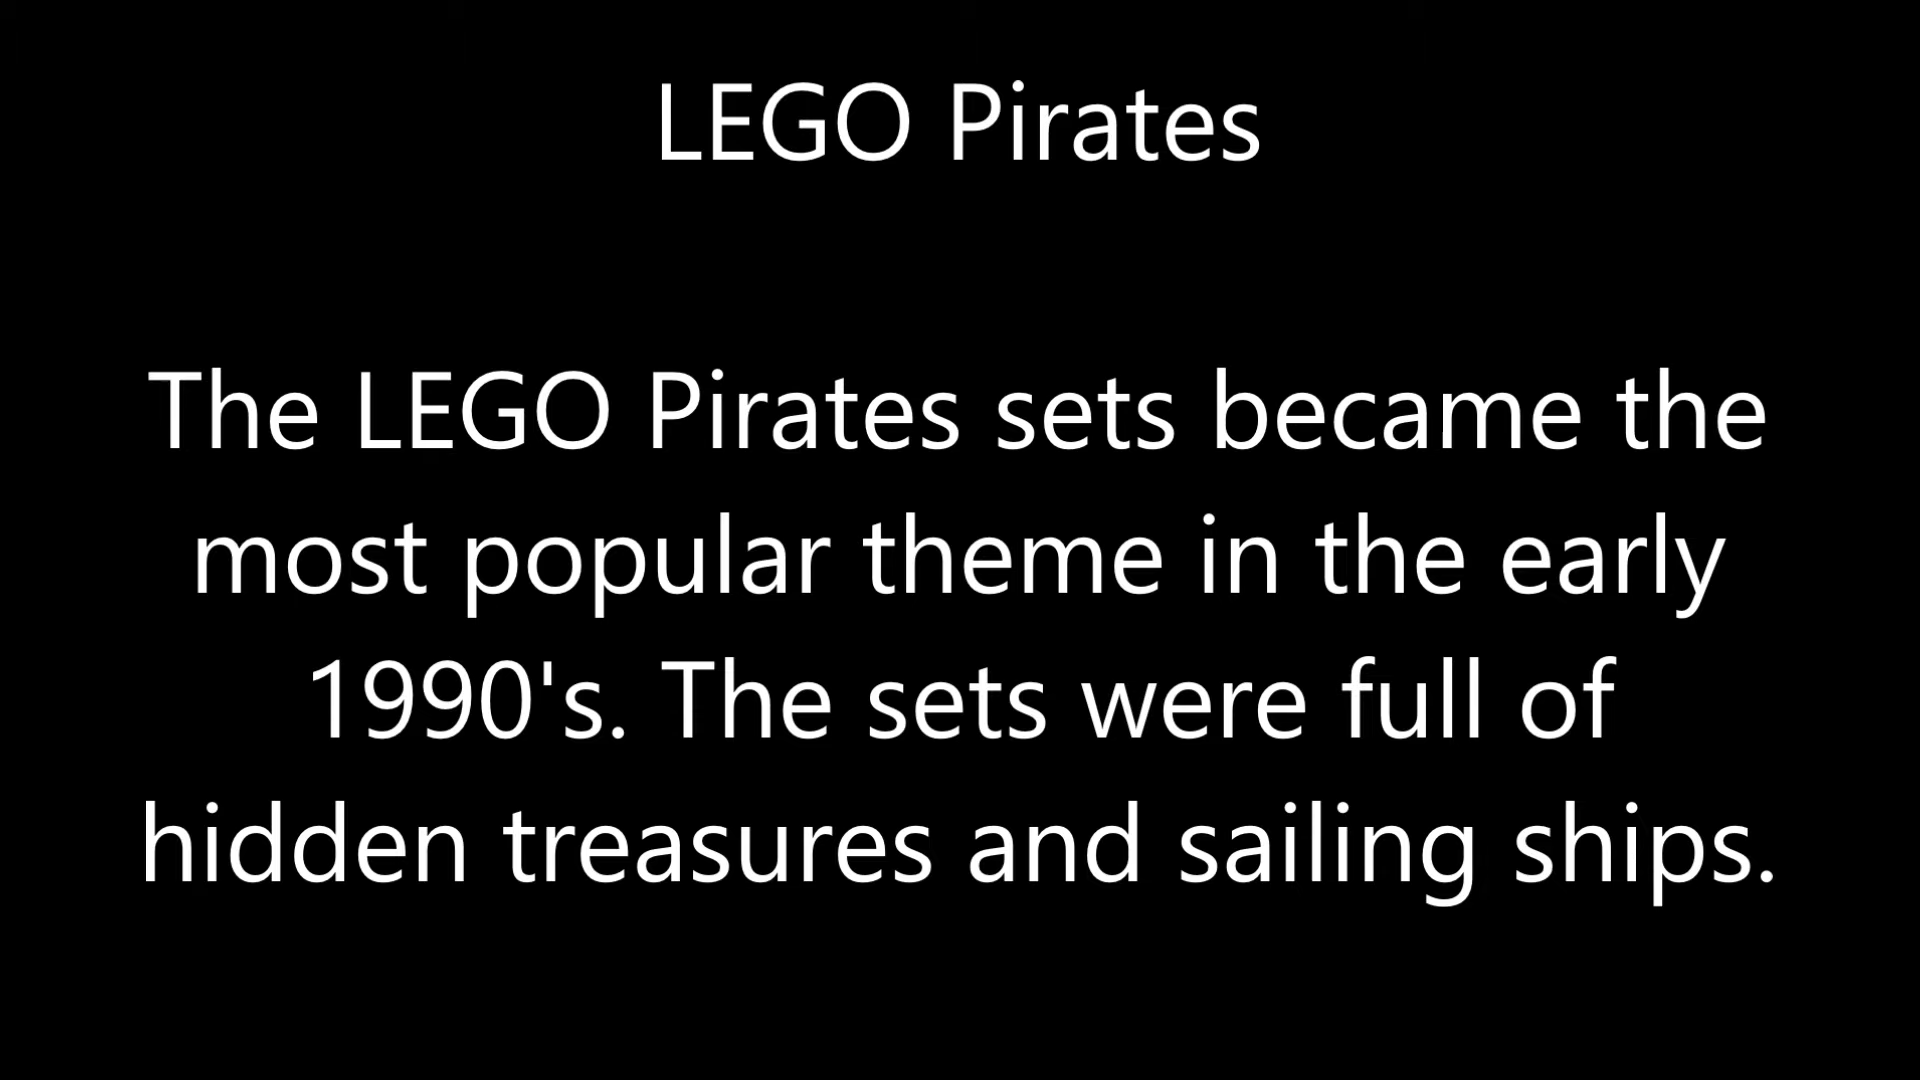 LEGO Pirates
The LEGO Pirates sets became the
most popular theme in the early
1990's. The sets were full of
hidden treasures and sailing ships.